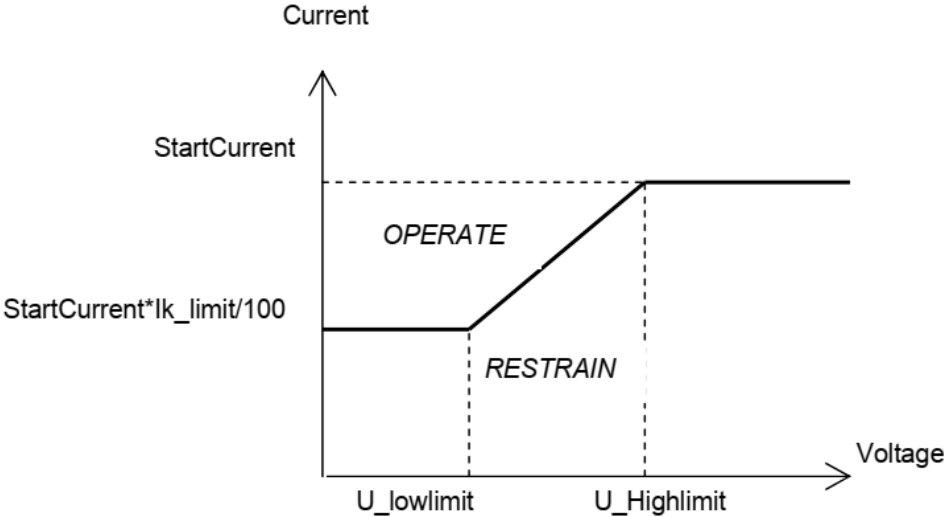 Current
StartCurrent
OPERATE
StartCurrent*Ik_limit/100
RESTRAIN
Voltage
U_lowlimit
U_Highlimit